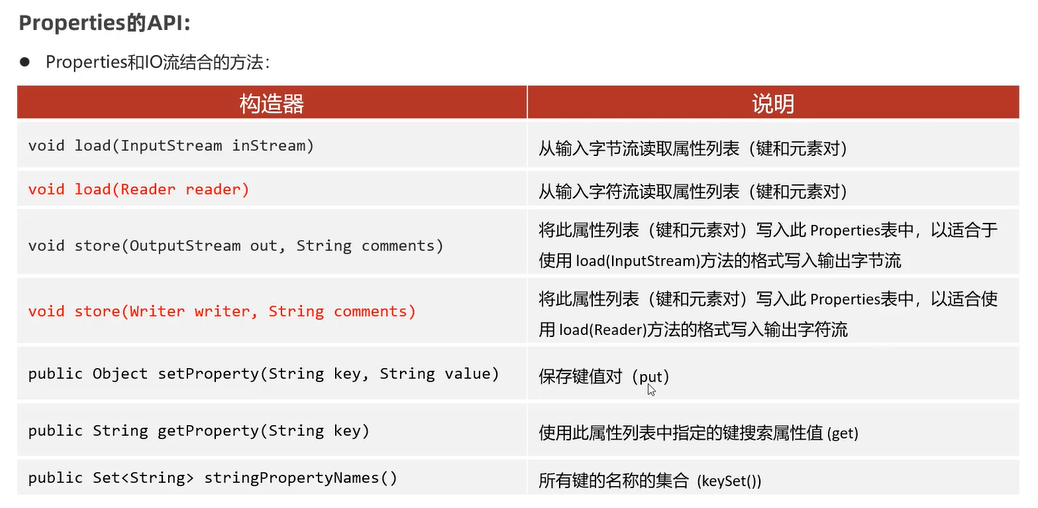 Properties的API:
● Properties和IO流结合的方法：
构造器 说明
void load(InputStream inStream) 从输入字节流读取属性列表（键和元素对）
void load(Reader reader) 从输入字符流读取属性列表（键和元素对）
void store(OutputStream out, String comments) 将此属性列表（键和元素对）写入此 Properties表中，以适合于
使用 load(InputStream)方法的格式写入输出字节流
void store(Writer writer, String comments) 将此属性列表（键和元素对）写入此 Properties表中，以适合使
用 load(Reader)方法的格式写入输出字符流
public Object setProperty(String key, String value) 保存键值对（put）
public String getProperty(String key) 使用此属性列表中指定的键搜索属性值 (get)
public Set<String> stringPropertyNames() 所有键的名称的集合 (keySet())